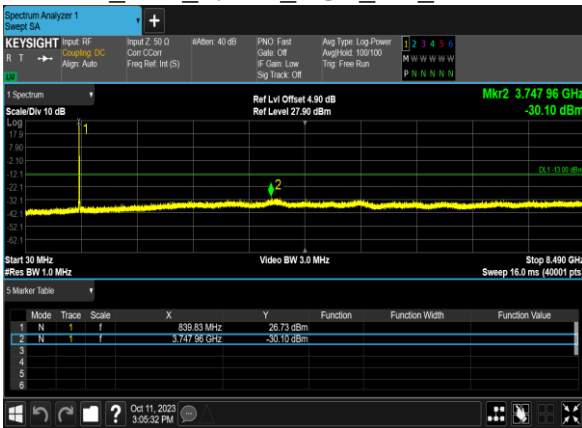 Spectrum Analyzer 1
Swept SA
+
KEYSIGHT Input: RF Input Z: 50 Ω #Atten: 40 dB PNO: Fast Avg Type: Log-Power 1 2 3 4 5 6
R T Coupling: DC Corr CCorr Gate: Off Avg|Hold: 100/100 M W W W W W
Align: Auto Freq Ref: Int (S) IF Gain: Low Trig: Free Run
LV Sig Track: Off P N N N N N
1 Spectrum Ref Lvl Offset 4.90 dB Mkr2 3.747 96 GHz
Scale/Div 10 dB Ref Level 27.90 dBm -30.10 dBm
Log
17.9 1
7.90
-2.10
-12.1 DL1 -13.00 dBm
-22.1 2
-32.1
-42.1
-52.1
-62.1
Start 30 MHz Video BW 3.0 MHz Stop 8.490 GHz
#Res BW 1.0 MHz Sweep 16.0 ms (40001 pts)
5 Marker Table
Mode Trace Scale X Y Function Function Width Function Value
1 N 1 f 839.83 MHz 26.73 dBm
2 N 1 f 3.747 96 GHz -30.10 dBm
3
4
5
6
? Oct 11, 2023
3:05:32 PM